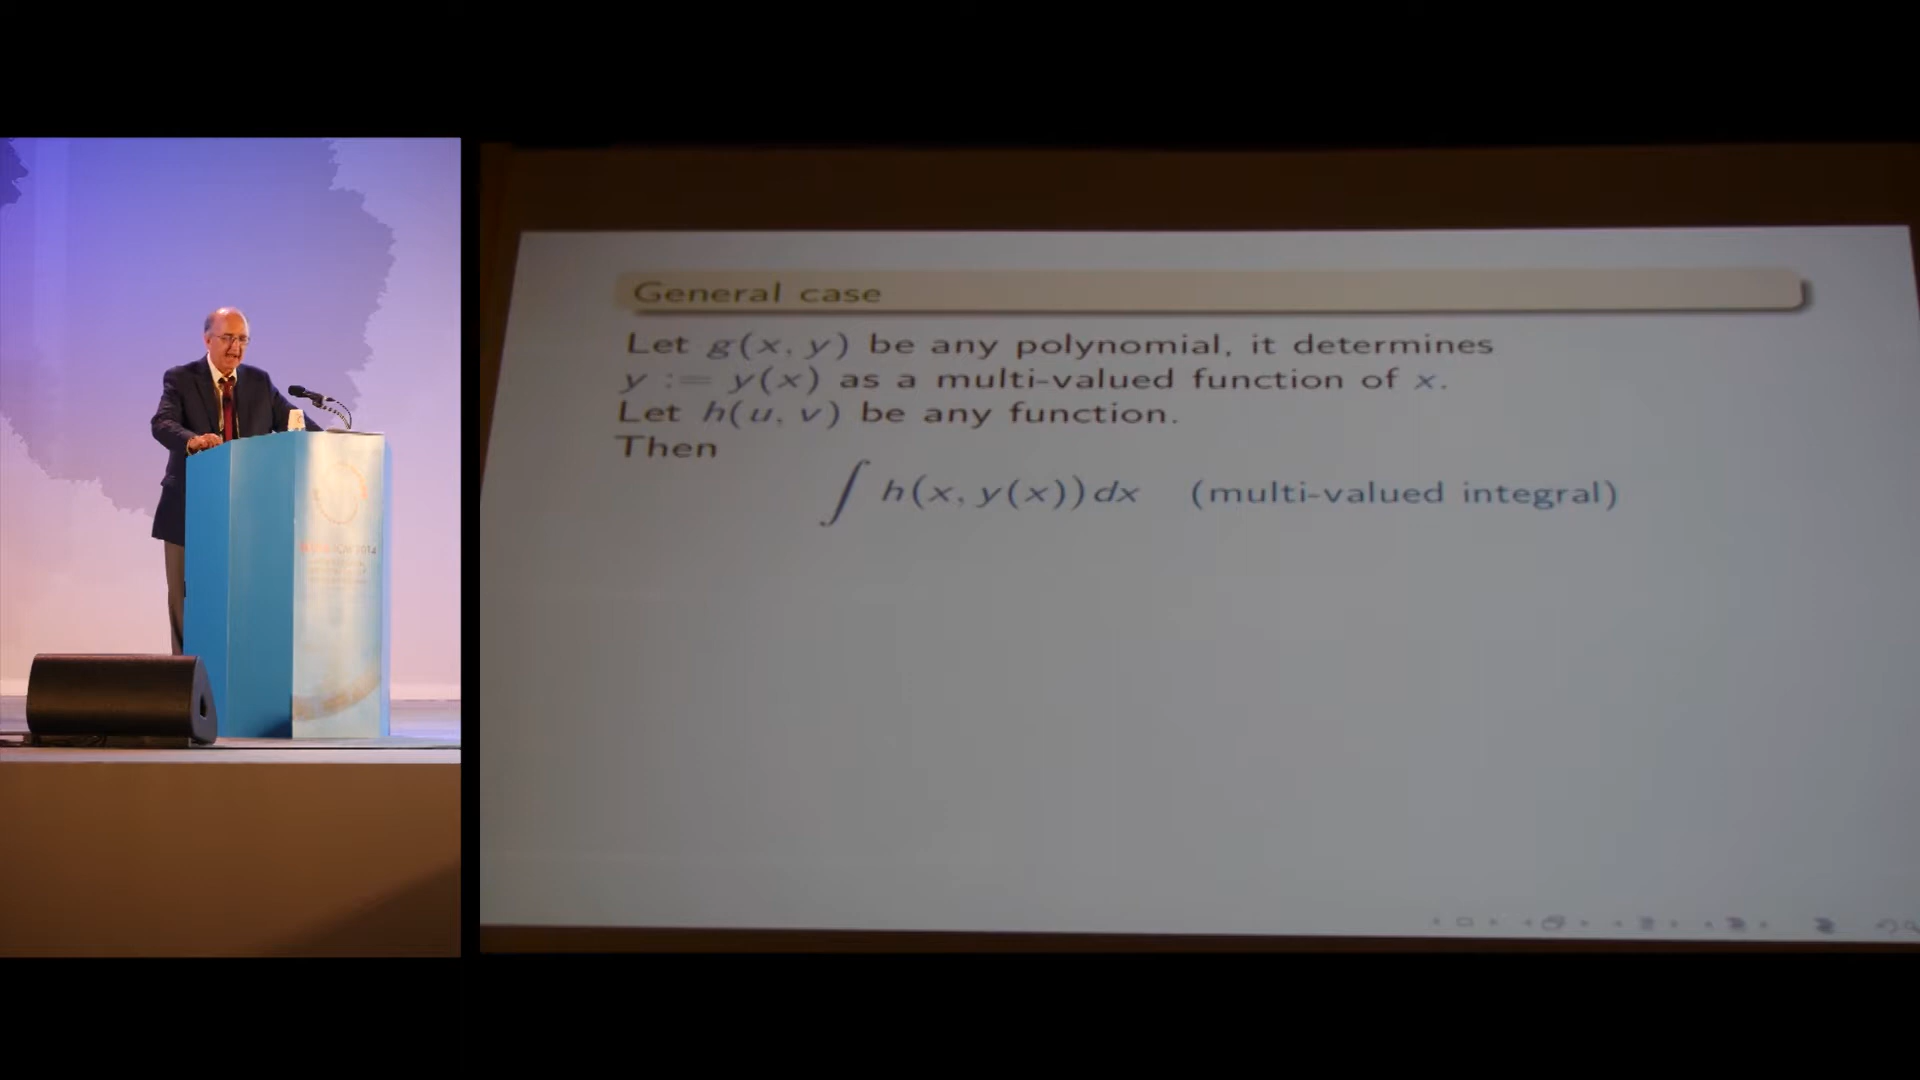 General case
Let g(x, y) be any polynomial, it determines
y := y(x) as a multi-valued function of x.
Let h(u, v) be any function.
Then
∫ h(x, y(x))dx (multi-valued integral)
2014